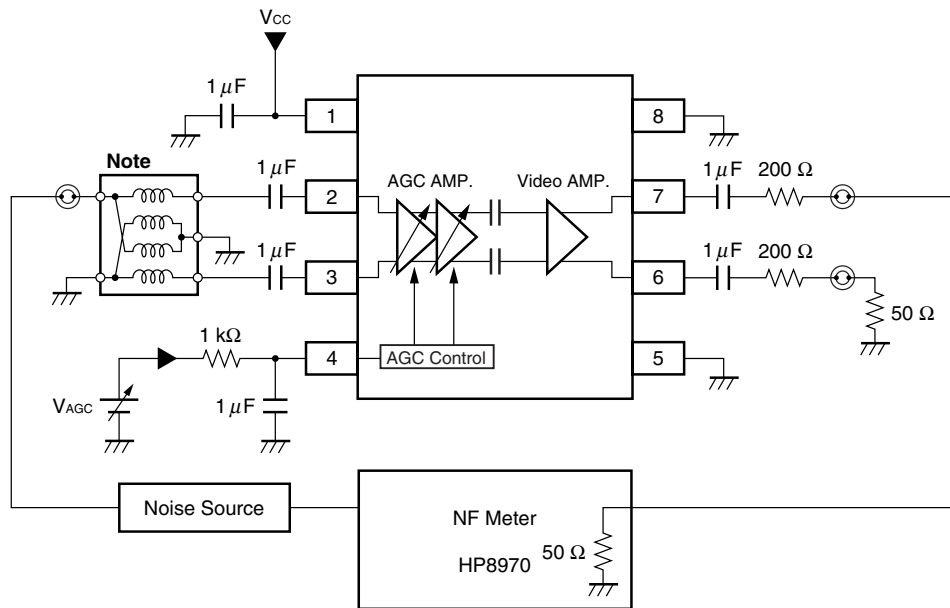 VCC
1 μF
1
8
Note
1 μF
2
AGC AMP.
Video AMP.
7
1 μF
200 Ω
1 μF
3
6
1 μF
200 Ω
50 Ω
1 kΩ
4
AGC Control
5
VAGC
1 μF
Noise Source
NF Meter
HP8970
50 Ω